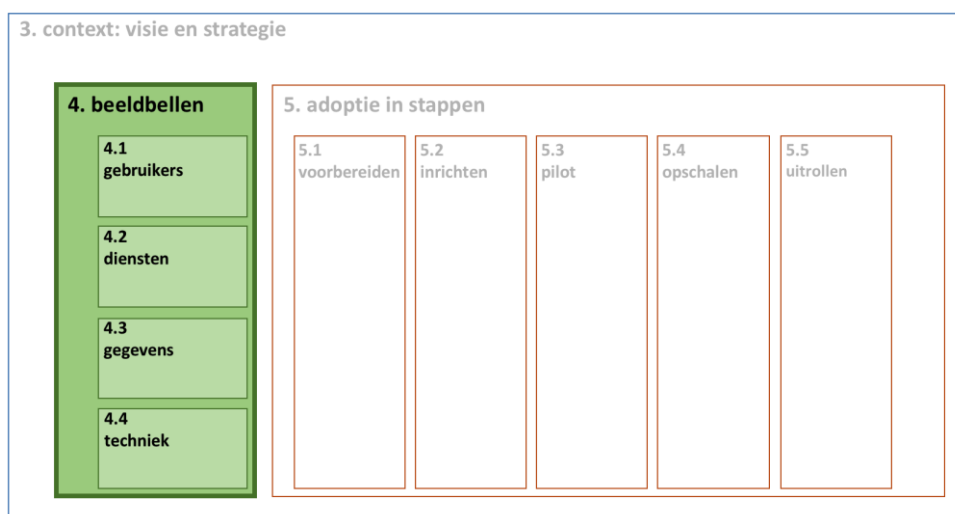 3. context: visie en strategie
4. beeldbellen
4.1
gebruikers
4.2
diensten
4.3
gegevens
4.4
techniek
5. adoptie in stappen
5.1
voorbereiden
5.2
inrichten
5.3
pilot
5.4
opschalen
5.5
uitrollen